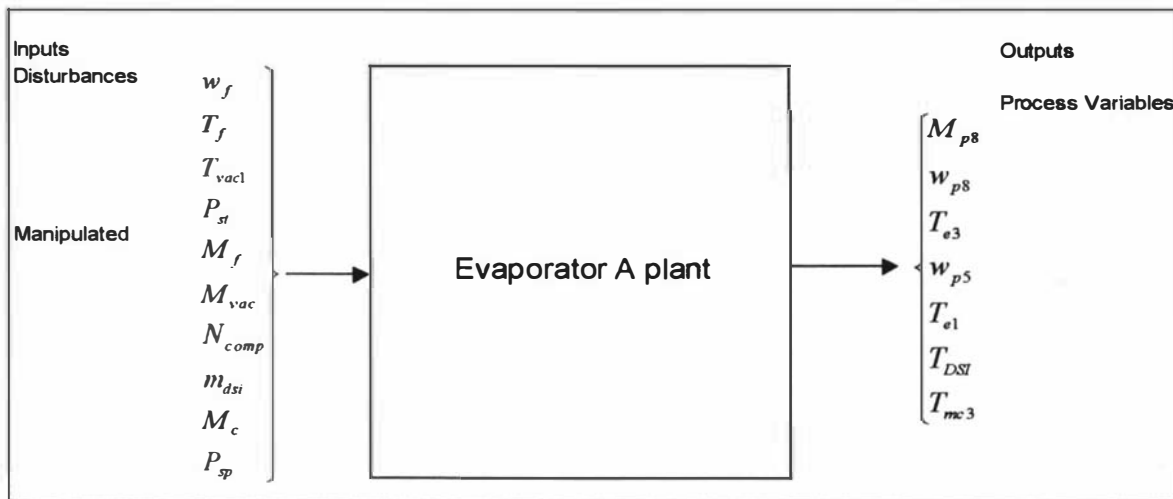 Inputs
Disturbances
w_f
T_f
T_vac1
P_st
Manipulated
M_f
M_vac
N_comp
m_dsi
M_c
P_sp
Evaporator A plant
Outputs
Process Variables
M_p8
w_p8
T_e3
w_p5
T_e1
T_DSI
T_mc3